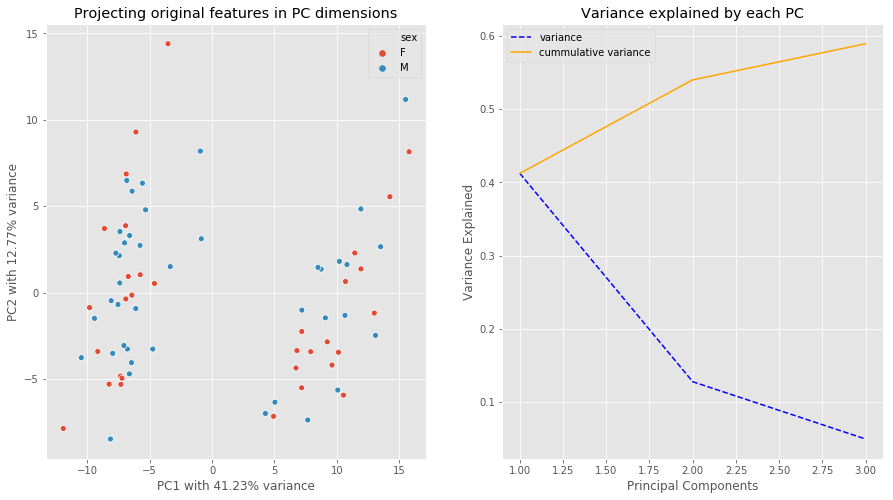 Projecting original features in PC dimensions
sex
F
M
15
10
5
0
−5
−10
−5
0
5
10
15
PC2 with 12.77% variance
PC1 with 41.23% variance
Variance explained by each PC
variance
cummulative variance
0.6
0.5
0.4
0.3
0.2
0.1
1.00
1.25
1.50
1.75
2.00
2.25
2.50
2.75
3.00
Variance Explained
Principal Components